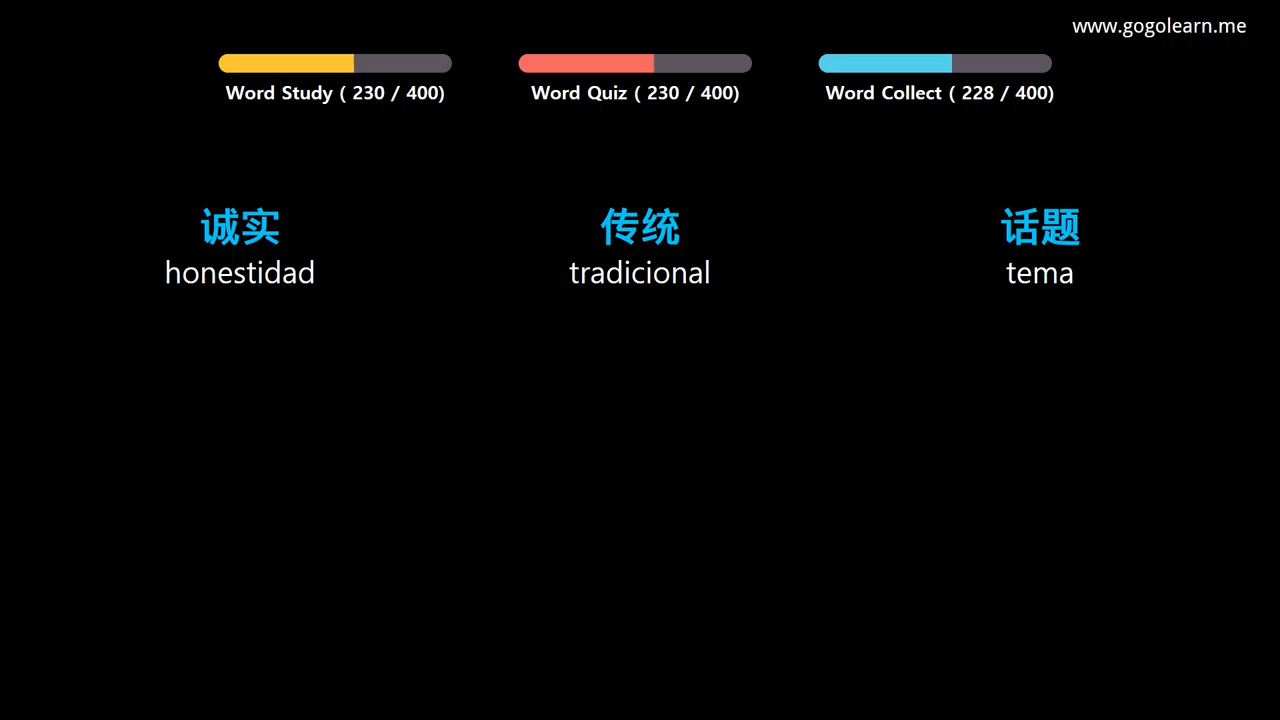 www.gogolearn.me
Word Study ( 230 / 400)
Word Quiz ( 230 / 400)
Word Collect ( 228 / 400)
诚实
honestidad
传统
tradicional
话题
tema